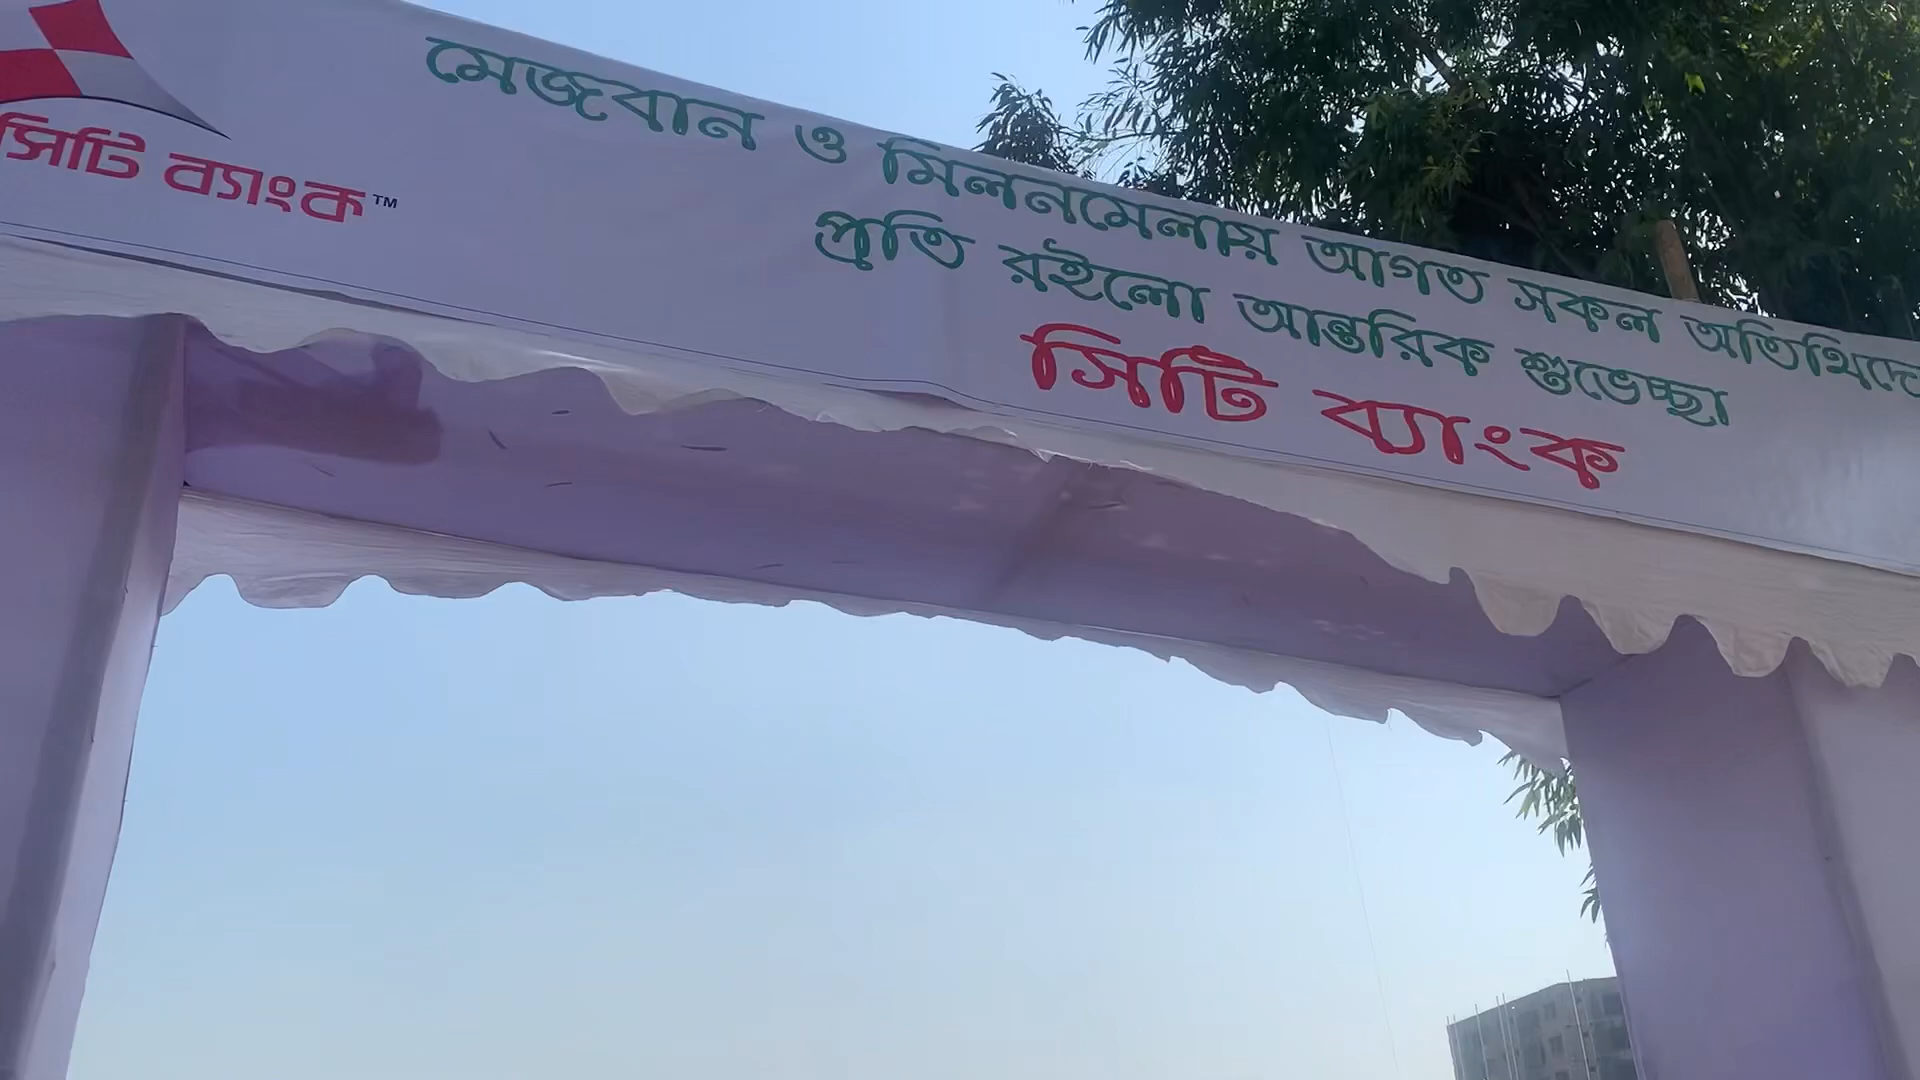 সিটি ব্যাংক™
মেজবান ও মিলনমেলায় আগত সকল অতিথিদে
প্রতি রইলো আন্তরিক শুভেচ্ছা
সিটি ব্যাংক